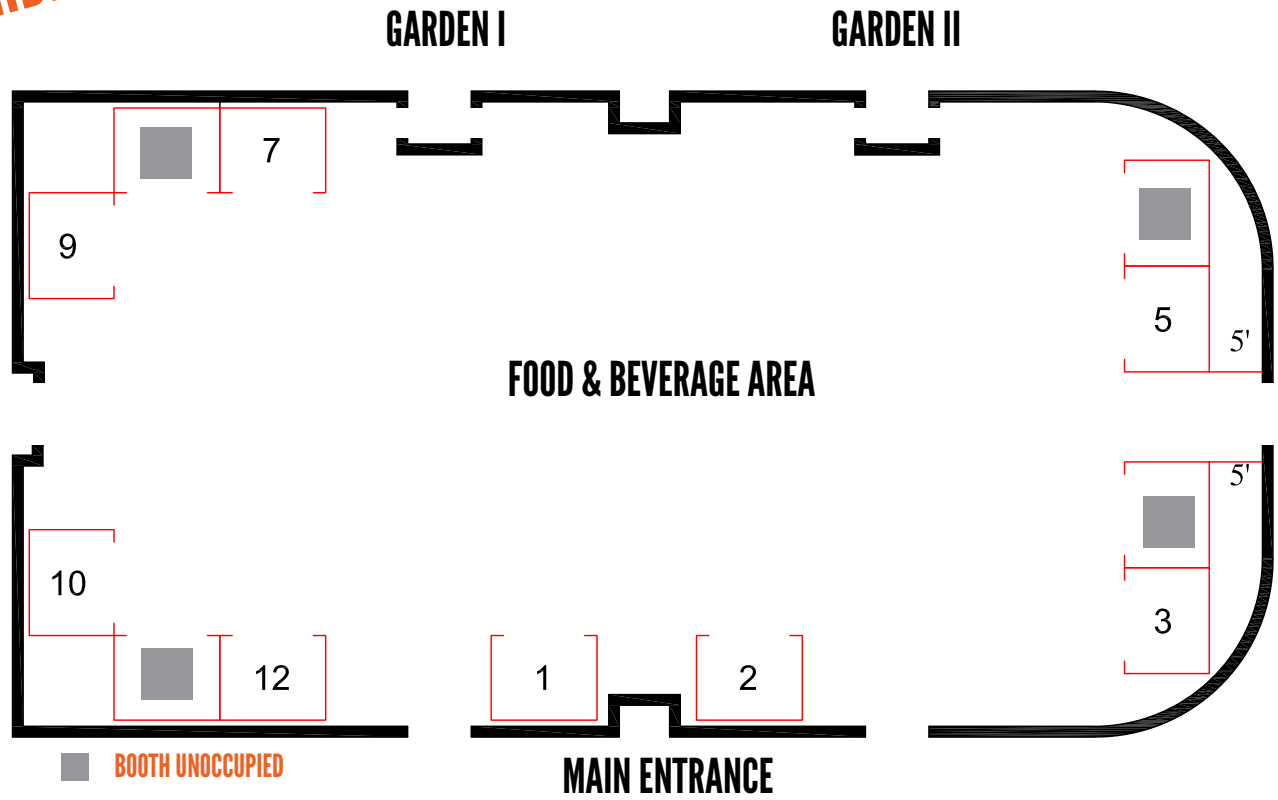 GARDEN I
GARDEN II
7
9
5
5'
FOOD & BEVERAGE AREA
5'
10
3
12
1
2
BOOTH UNOCCUPIED
MAIN ENTRANCE